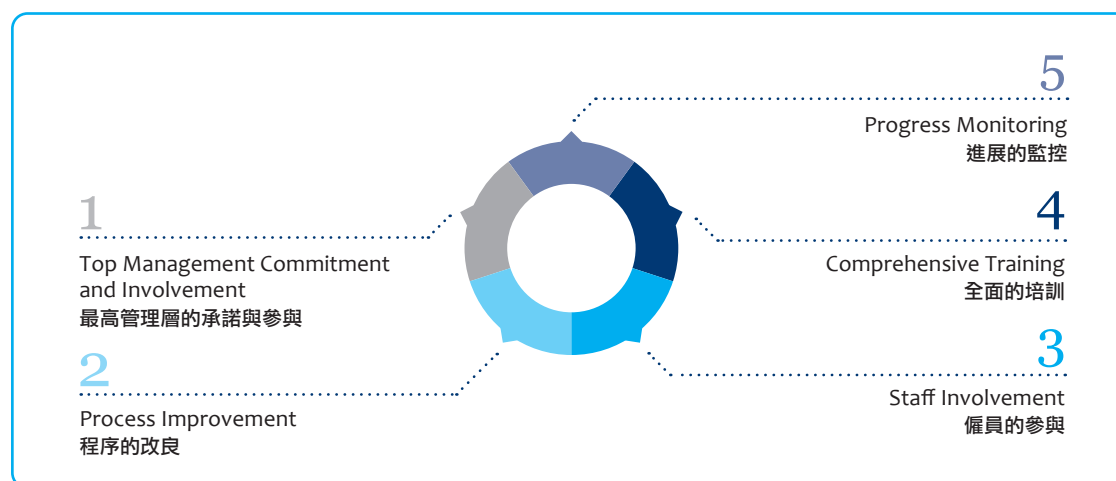 1
Top Management Commitment
and Involvement
最高管理層的承諾與參與
2
Process Improvement
程序的改良
3
Staff Involvement
僱員的參與
4
Comprehensive Training
全面的培訓
5
Progress Monitoring
進展的監控